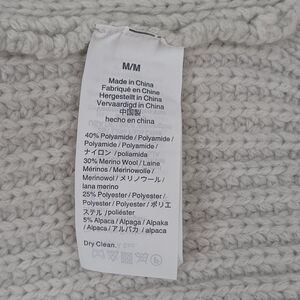 M/M
Made in China
Fabriqué en Chine
Hergestellt in China
Vervaardigd in China
中国製
hecho en china
40% Polyamide / Polyamide /
Polyamide / Polyamide /
ナイロン / poliamida
30% Merino Wool / Laine
Mérinos / Merinowolle /
Merinowol / メリノウール /
lana merino
25% Polyester / Polyester /
Polyester / Polyester / ポリエ
ステル / poliéster
5% Alpaca / Alpaga / Alpaka
/ Alpaca / アルパカ / alpaca
Dry Clean.